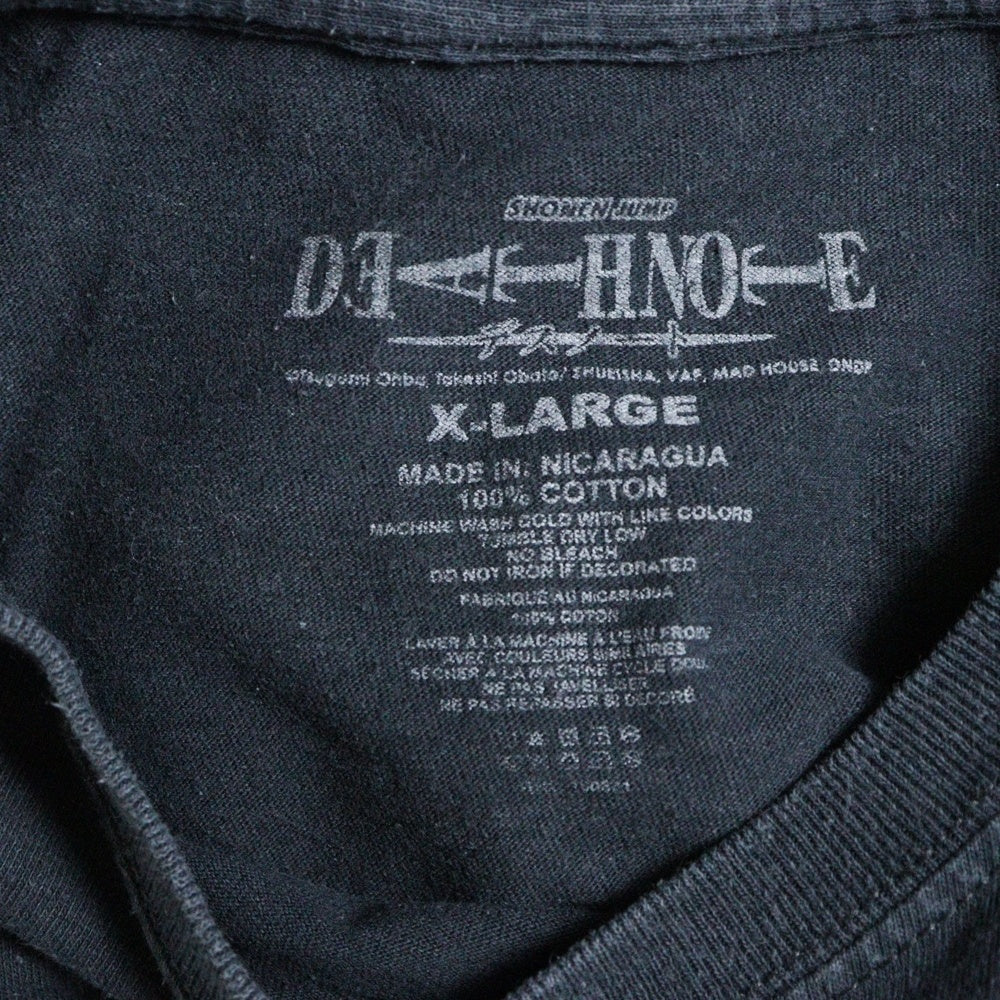 SHONEN JUMP
DEATH NOTE
©Tsugumi Ohba, Takeshi Obata/ SHUEISHA, VAP, MAD HOUSE, ONDP
X-LARGE
MADE IN: NICARAGUA
100% COTTON
MACHINE WASH COLD WITH LIKE COLORS
TUMBLE DRY LOW
NO BLEACH
DO NOT IRON IF DECORATED
FABRIQUÉ AU NICARAGUA
100% COTON
LAVER À LA MACHINE À L'EAU FROID
AVEC COULEURS SIMILAIRES
SÉCHER À LA MACHINE CYCLE DOU
NE PAS JAVELLISER
NE PAS REPASSER SI DÉCORÉ